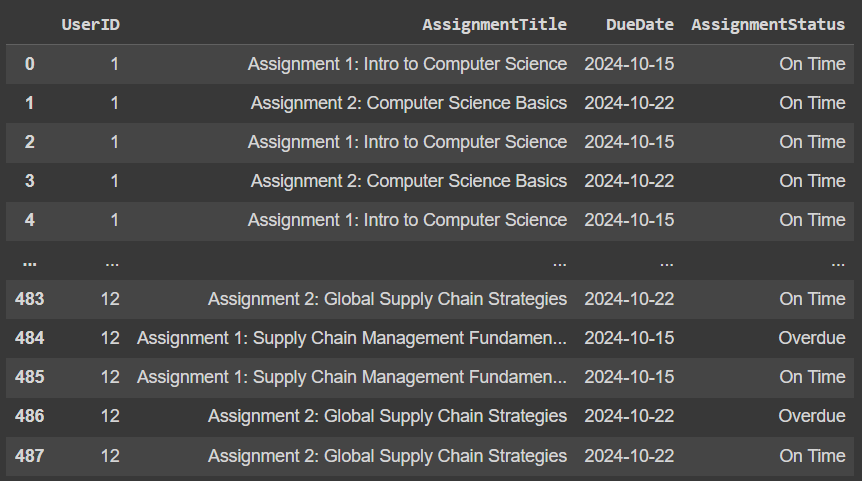 UserID AssignmentTitle DueDate AssignmentStatus
0 1 Assignment 1: Intro to Computer Science 2024-10-15 On Time
1 1 Assignment 2: Computer Science Basics 2024-10-22 On Time
2 1 Assignment 1: Intro to Computer Science 2024-10-15 On Time
3 1 Assignment 2: Computer Science Basics 2024-10-22 On Time
4 1 Assignment 1: Intro to Computer Science 2024-10-15 On Time
... ... ... ... ...
483 12 Assignment 2: Global Supply Chain Strategies 2024-10-22 On Time
484 12 Assignment 1: Supply Chain Management Fundamen... 2024-10-15 Overdue
485 12 Assignment 1: Supply Chain Management Fundamen... 2024-10-15 On Time
486 12 Assignment 2: Global Supply Chain Strategies 2024-10-22 Overdue
487 12 Assignment 2: Global Supply Chain Strategies 2024-10-22 On Time